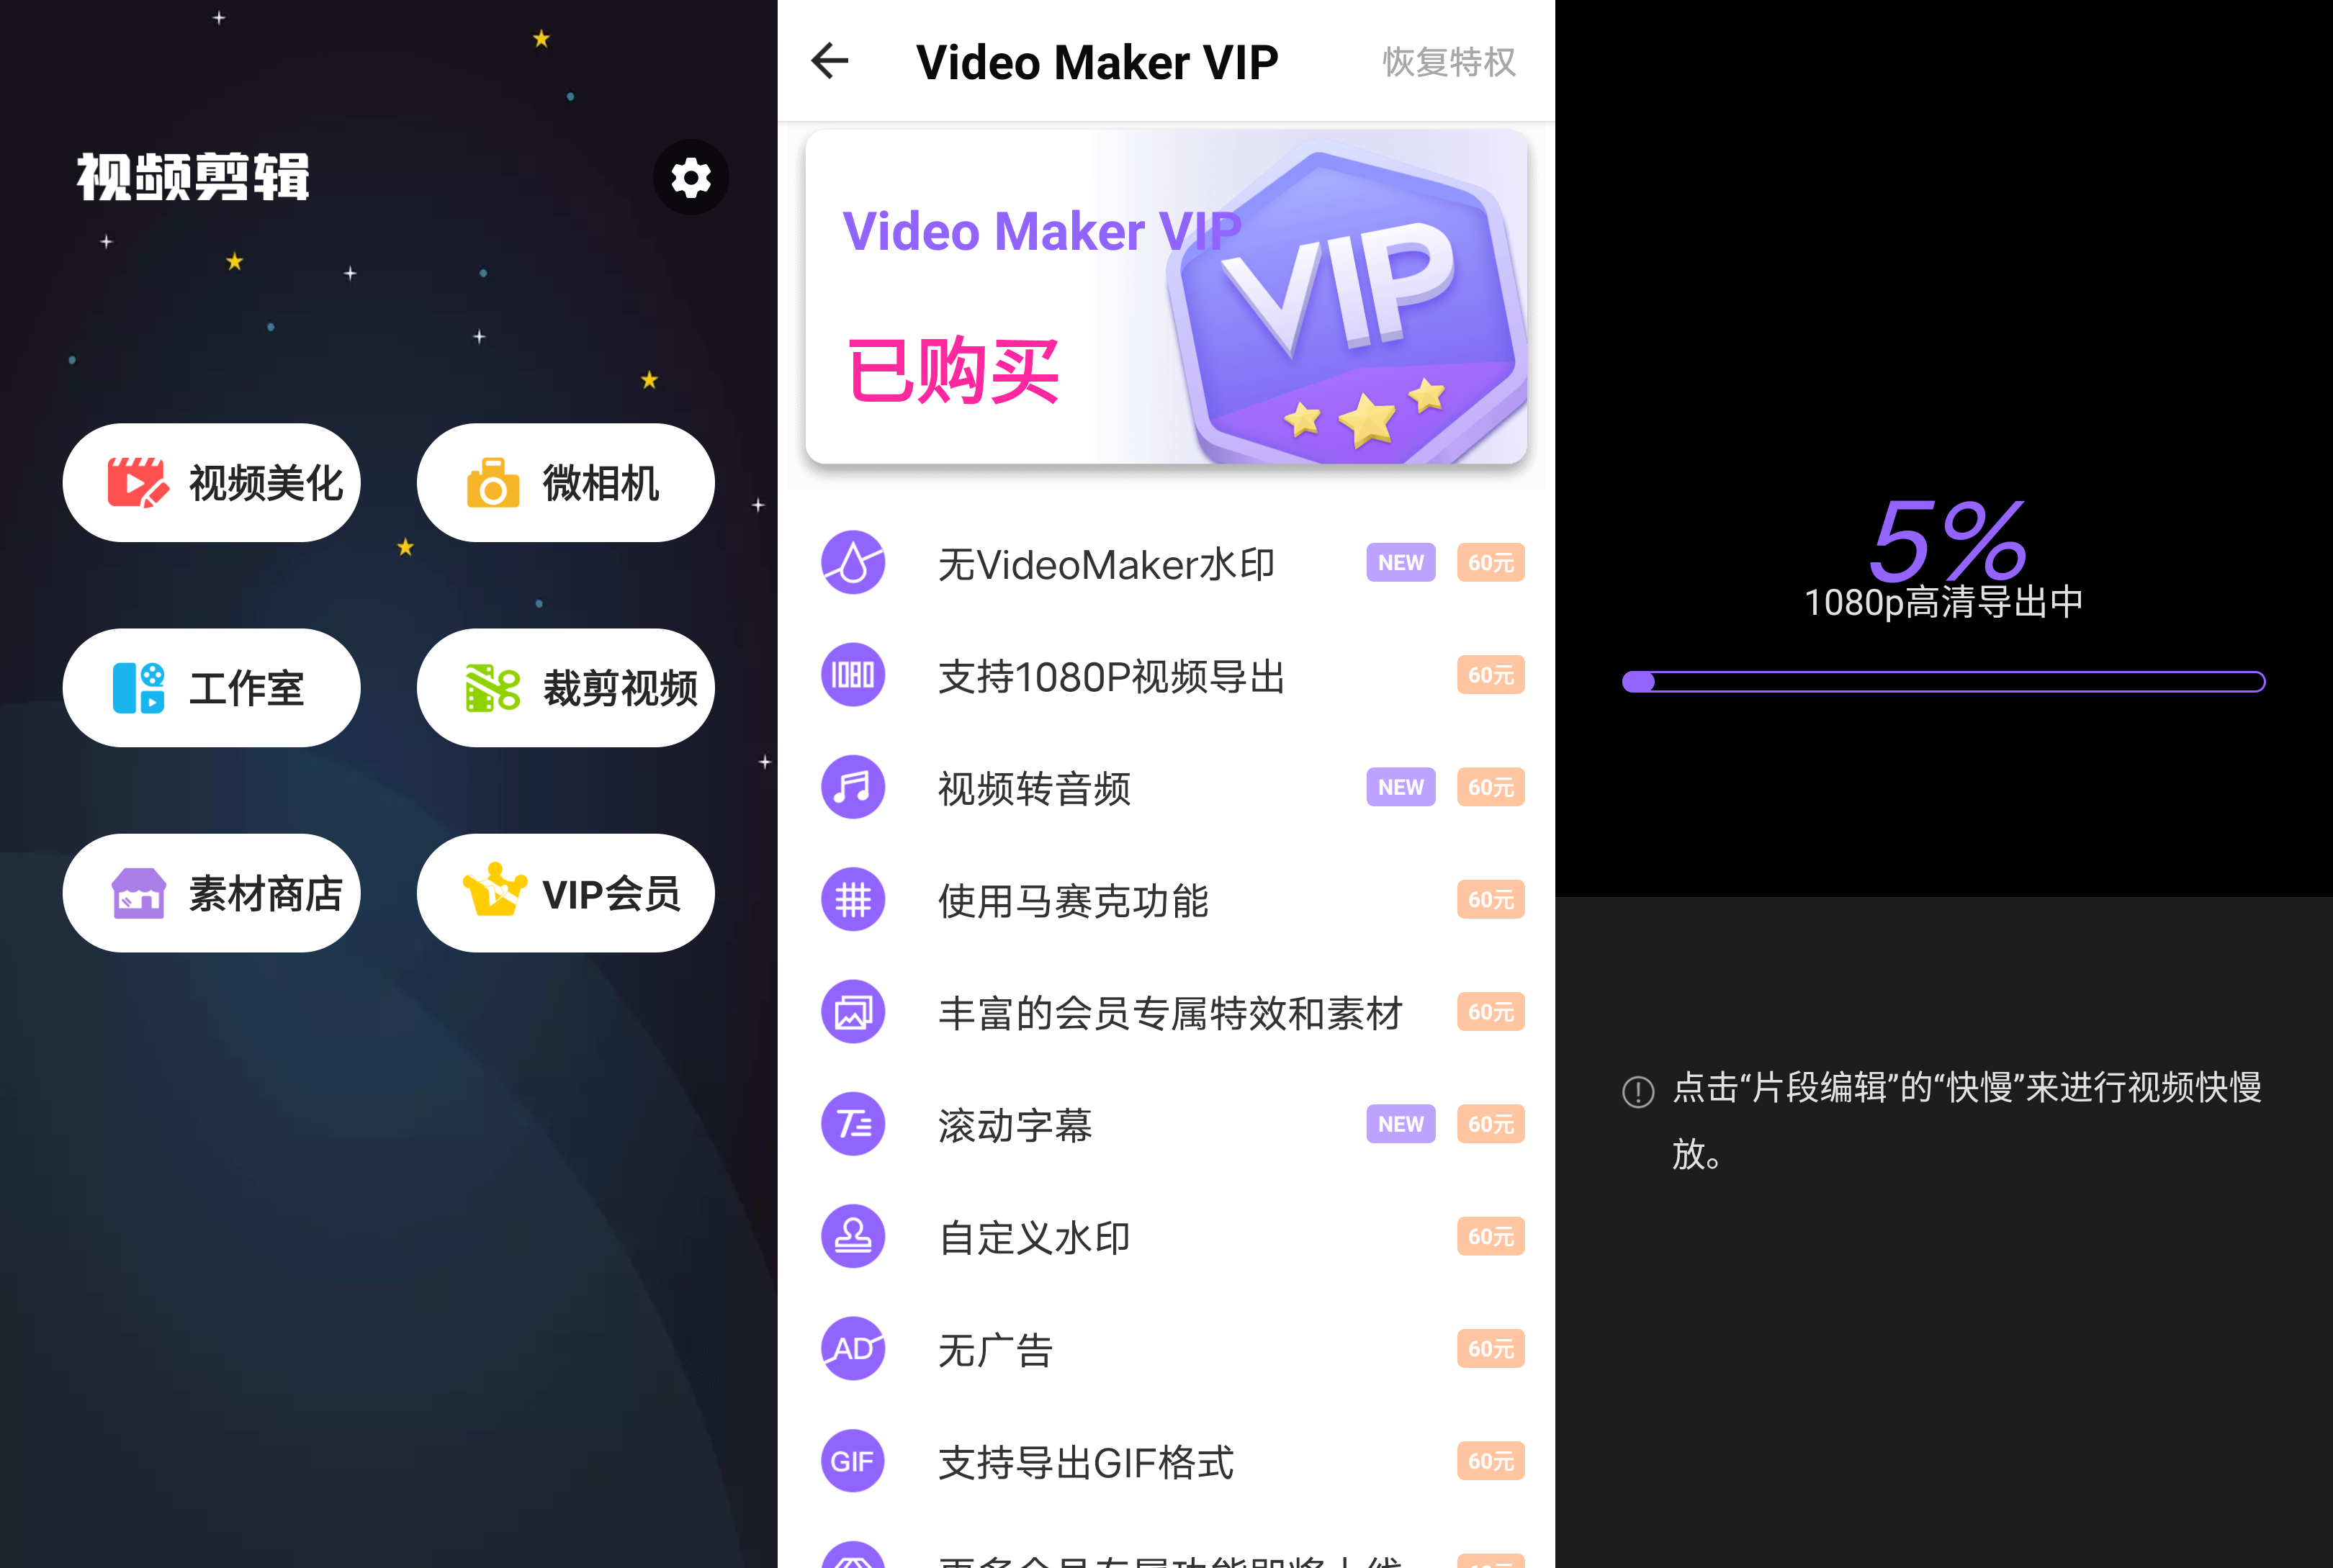 视频剪辑
视频美化
微相机
工作室
裁剪视频
素材商店
VIP会员
Video Maker VIP
恢复特权
Video Maker VIP
VIP
已购买
无VideoMaker水印
NEW
60元
1080
支持1080P视频导出
60元
视频转音频
NEW
60元
使用马赛克功能
60元
丰富的会员专属特效和素材
60元
滚动字幕
NEW
60元
自定义水印
60元
AD
无广告
60元
GIF
支持导出GIF格式
60元
5%
1080p高清导出中
点击“片段编辑”的“快慢”来进行视频快慢
放。